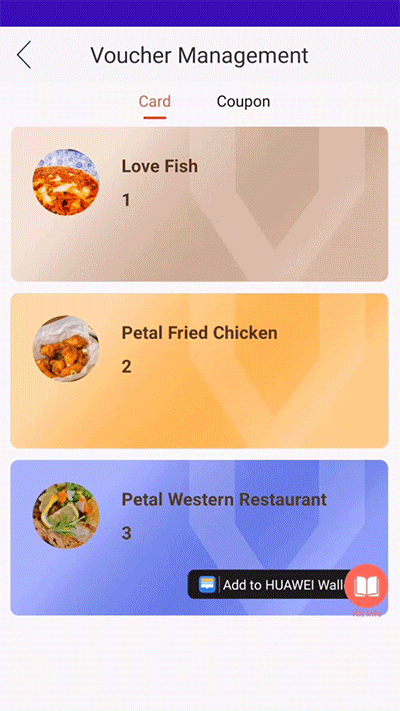 Voucher Management
Card
Coupon
Love Fish
1
Petal Fried Chicken
2
Petal Western Restaurant
3
Add to HUAWEI Wall